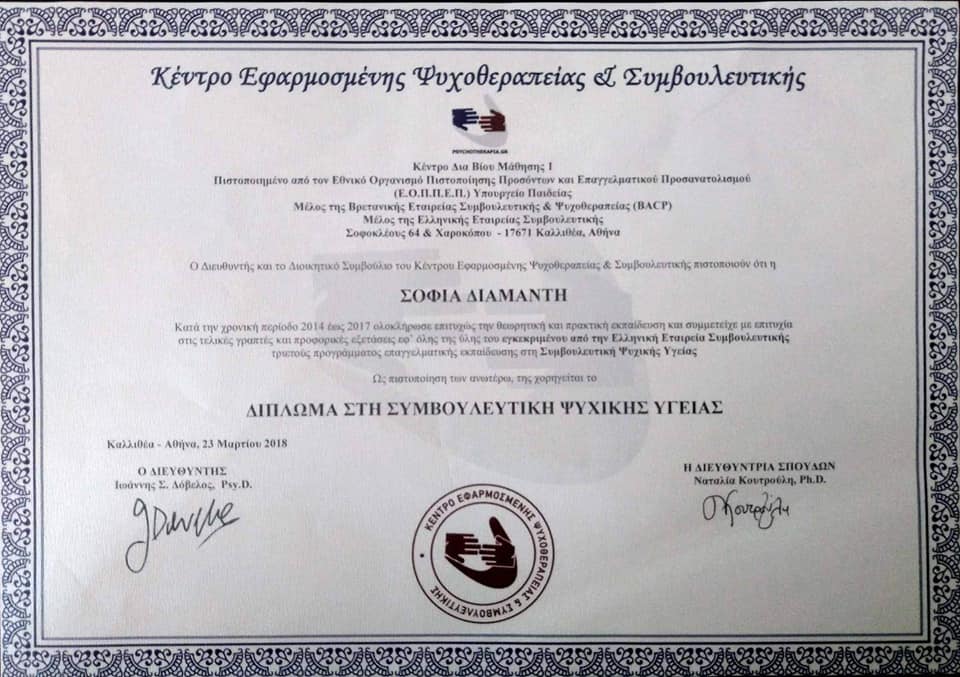 Κέντρο Εφαρμοσμένης Ψυχοθεραπείας & Συμβουλευτικής
PSYCHOTHERAPIA.GR
Κέντρο Δια Βίου Μάθησης 1
Πιστοποιημένο από τον Εθνικό Οργανισμό Πιστοποίησης Προσόντων και Επαγγελματικού Προσανατολισμού
(Ε.Ο.Π.Π.Ε.Π.) Υπουργείο Παιδείας
Μέλος της Βρετανικής Εταιρείας Συμβουλευτικής & Ψυχοθεραπείας (BACP)
Μέλος της Ελληνικής Εταιρείας Συμβουλευτικής
Σοφοκλέους 64 & Χαροκόπου - 17671 Καλλιθέα, Αθήνα
Ο Διευθυντής και το Διοικητικό Συμβούλιο του Κέντρου Εφαρμοσμένης Ψυχοθεραπείας & Συμβουλευτικής πιστοποιούν ότι η
ΣΟΦΙΑ ΔΙΑΜΑΝΤΗ
Κατά την χρονική περίοδο 2014 έως 2017 ολοκλήρωσε επιτυχώς την θεωρητική και πρακτική εκπαίδευση και συμμετείχε με επιτυχία
στις τελικές γραπτές και προφορικές εξετάσεις εφ' όλης της ύλης του εγκεκριμένου από την Ελληνική Εταιρεία Συμβουλευτικής
τριετούς προγράμματος επαγγελματικής εκπαίδευσης στη Συμβουλευτική Ψυχικής Υγείας
Ως πιστοποίηση των ανωτέρω, της χορηγείται το
ΔΙΠΛΩΜΑ ΣΤΗ ΣΥΜΒΟΥΛΕΥΤΙΚΗ ΨΥΧΙΚΗΣ ΥΓΕΙΑΣ
Καλλιθέα - Αθήνα, 23 Μαρτίου 2018
Ο ΔΙΕΥΘΥΝΤΗΣ
Ιωάννης Σ. Δόβελος, Psy.D.
Η ΔΙΕΥΘΥΝΤΡΙΑ ΣΠΟΥΔΩΝ
Ναταλία Κουτρούλη, Ph.D.
ΚΕΝΤΡΟ ΕΦΑΡΜΟΣΜΕΝΗΣ ΨΥΧΟΘΕΡΑΠΕΙΑΣ & ΣΥΜΒΟΥΛΕΥΤΙΚΗΣ